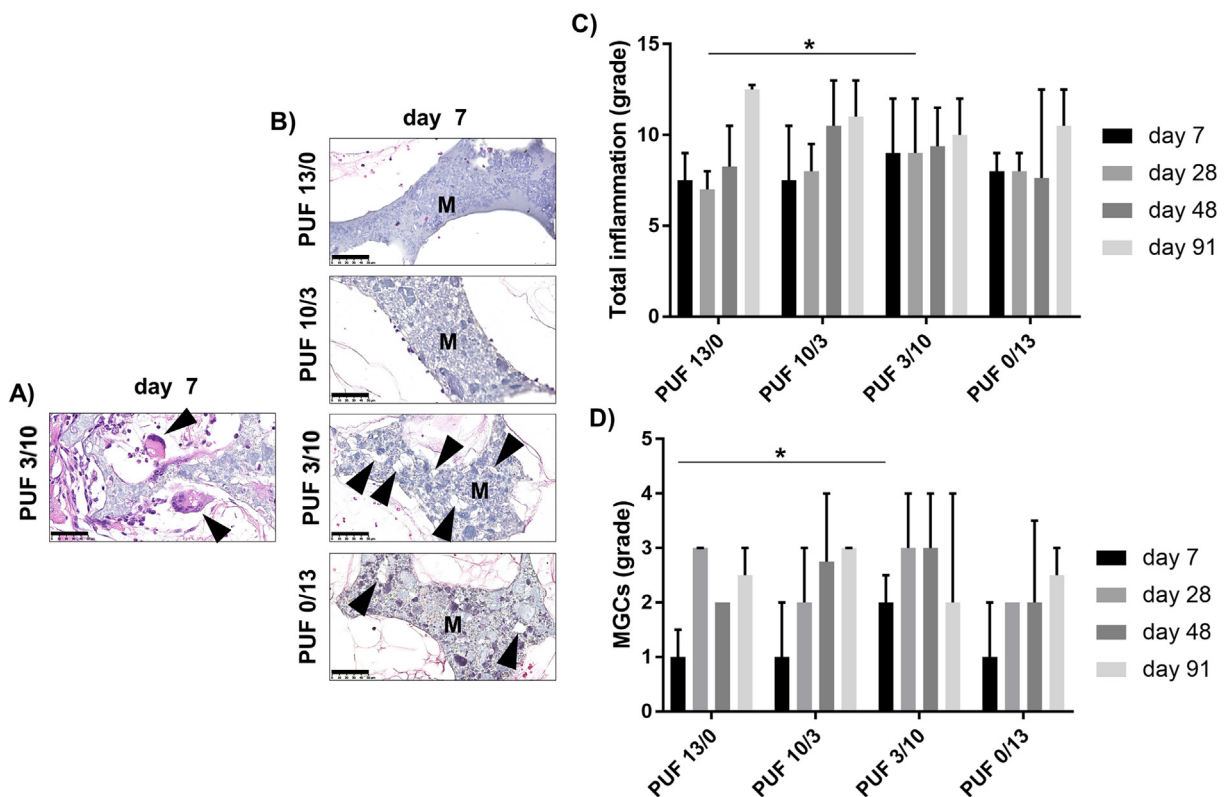 A)
day 7
PUF 3/10
B)
day 7
PUF 13/0
M
PUF 10/3
M
PUF 3/10
M
PUF 0/13
M
C)
Total inflammation (grade)
15
10
5
0
*
PUF 13/0
PUF 10/3
PUF 3/10
PUF 0/13
day 7
day 28
day 48
day 91
D)
MGCs (grade)
5
4
3
2
1
0
*
PUF 13/0
PUF 10/3
PUF 3/10
PUF 0/13
day 7
day 28
day 48
day 91